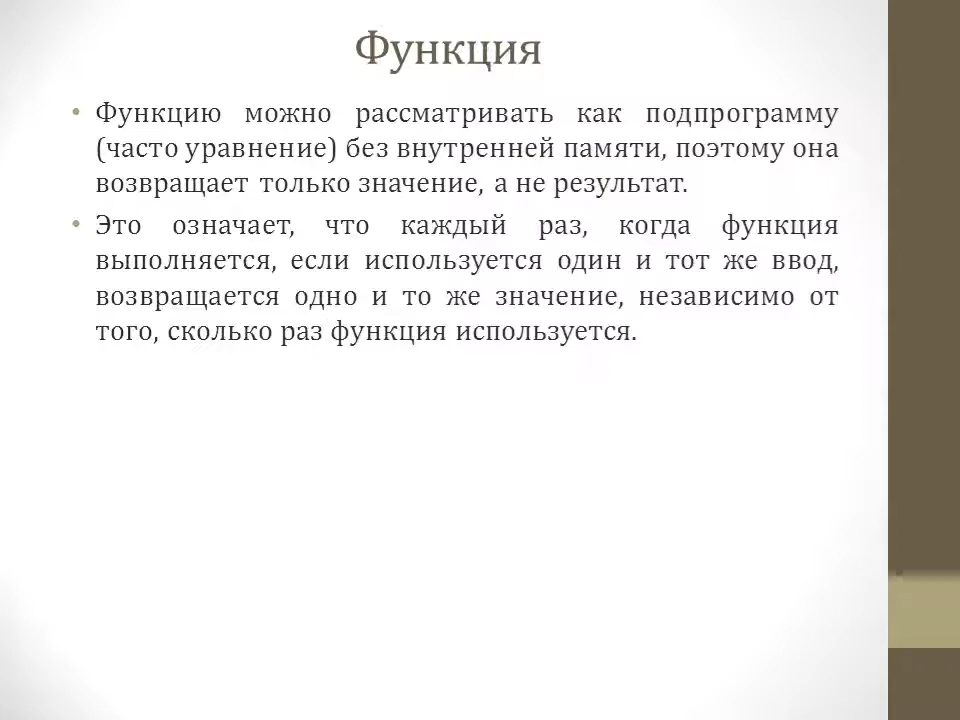 Функция
• Функцию можно рассматривать как подпрограмму
(часто уравнение) без внутренней памяти, поэтому она
возвращает только значение, а не результат.
• Это означает, что каждый раз, когда функция
выполняется, если используется один и тот же ввод,
возвращается одно и то же значение, независимо от
того, сколько раз функция используется.